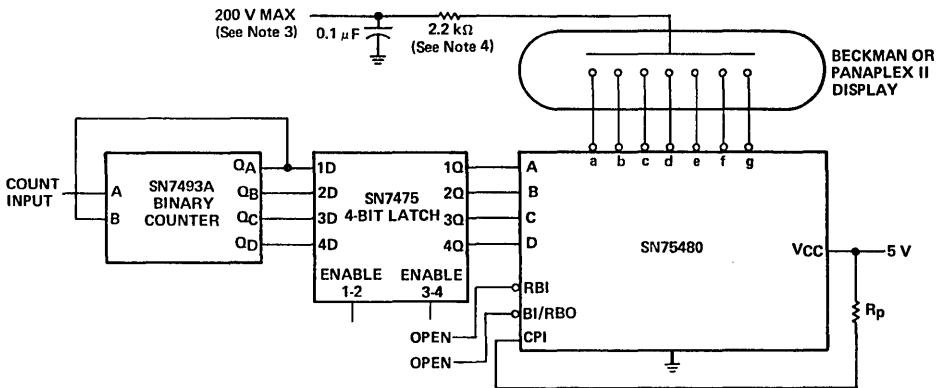 200 V MAX
(See Note 3)
0.1 μF
2.2 kΩ
(See Note 4)
BECKMAN OR
PANAPLEX II
DISPLAY
a b c d e f g
COUNT
INPUT
A
B
SN7493A
BINARY
COUNTER
QA
QB
QC
QD
1D
2D
3D
4D
SN7475
4-BIT LATCH
1Q
2Q
3Q
4Q
ENABLE
1-2
ENABLE
3-4
A
B
C
D
SN75480
VCC
5 V
RBI
BI/RBO
CPI
OPEN
OPEN
Rp